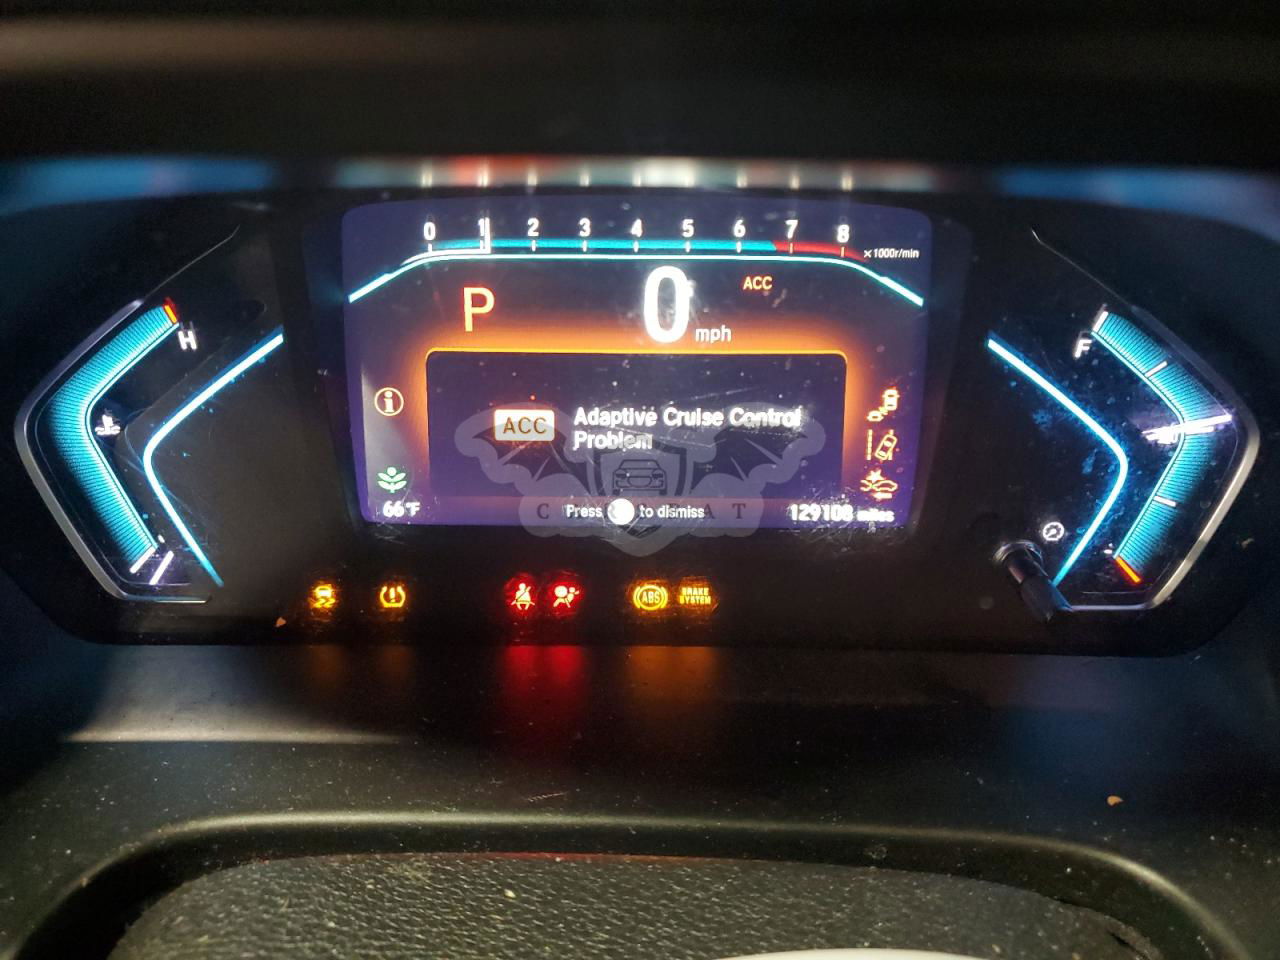 0 1 2 3 4 5 6 7 8
×1000r/min
P 0 mph ACC
H
F
ACC Adaptive Cruise Control
Problem
66°F
Press to dismiss
129108 miles
ABS BRAKE
SYSTEM